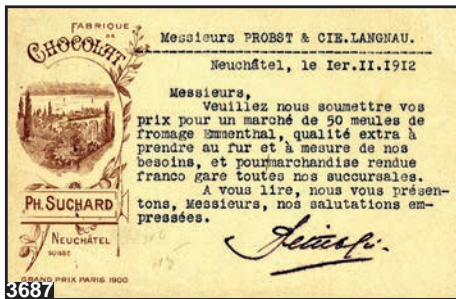 FABRIQUE
DE
CHOCOLAT
PH. SUCHARD
NEUCHÂTEL
SUISSE
GRAND PRIX PARIS 1900
Messieurs PROBST & CIE.LANGNAU.
Neuchâtel, le Ier.II.1912
Messieurs,
Veuillez nous soumettre vos
prix pour un marché de 50 meules de
fromage Emmenthal, qualité extra à
prendre au fur et à mesure de nos
besoins, et pourmarchandise rendue
franco gare toutes nos succursales.
A vous lire, nous vous présen-
tons, Messieurs, nos salutations em-
pressées.
3687